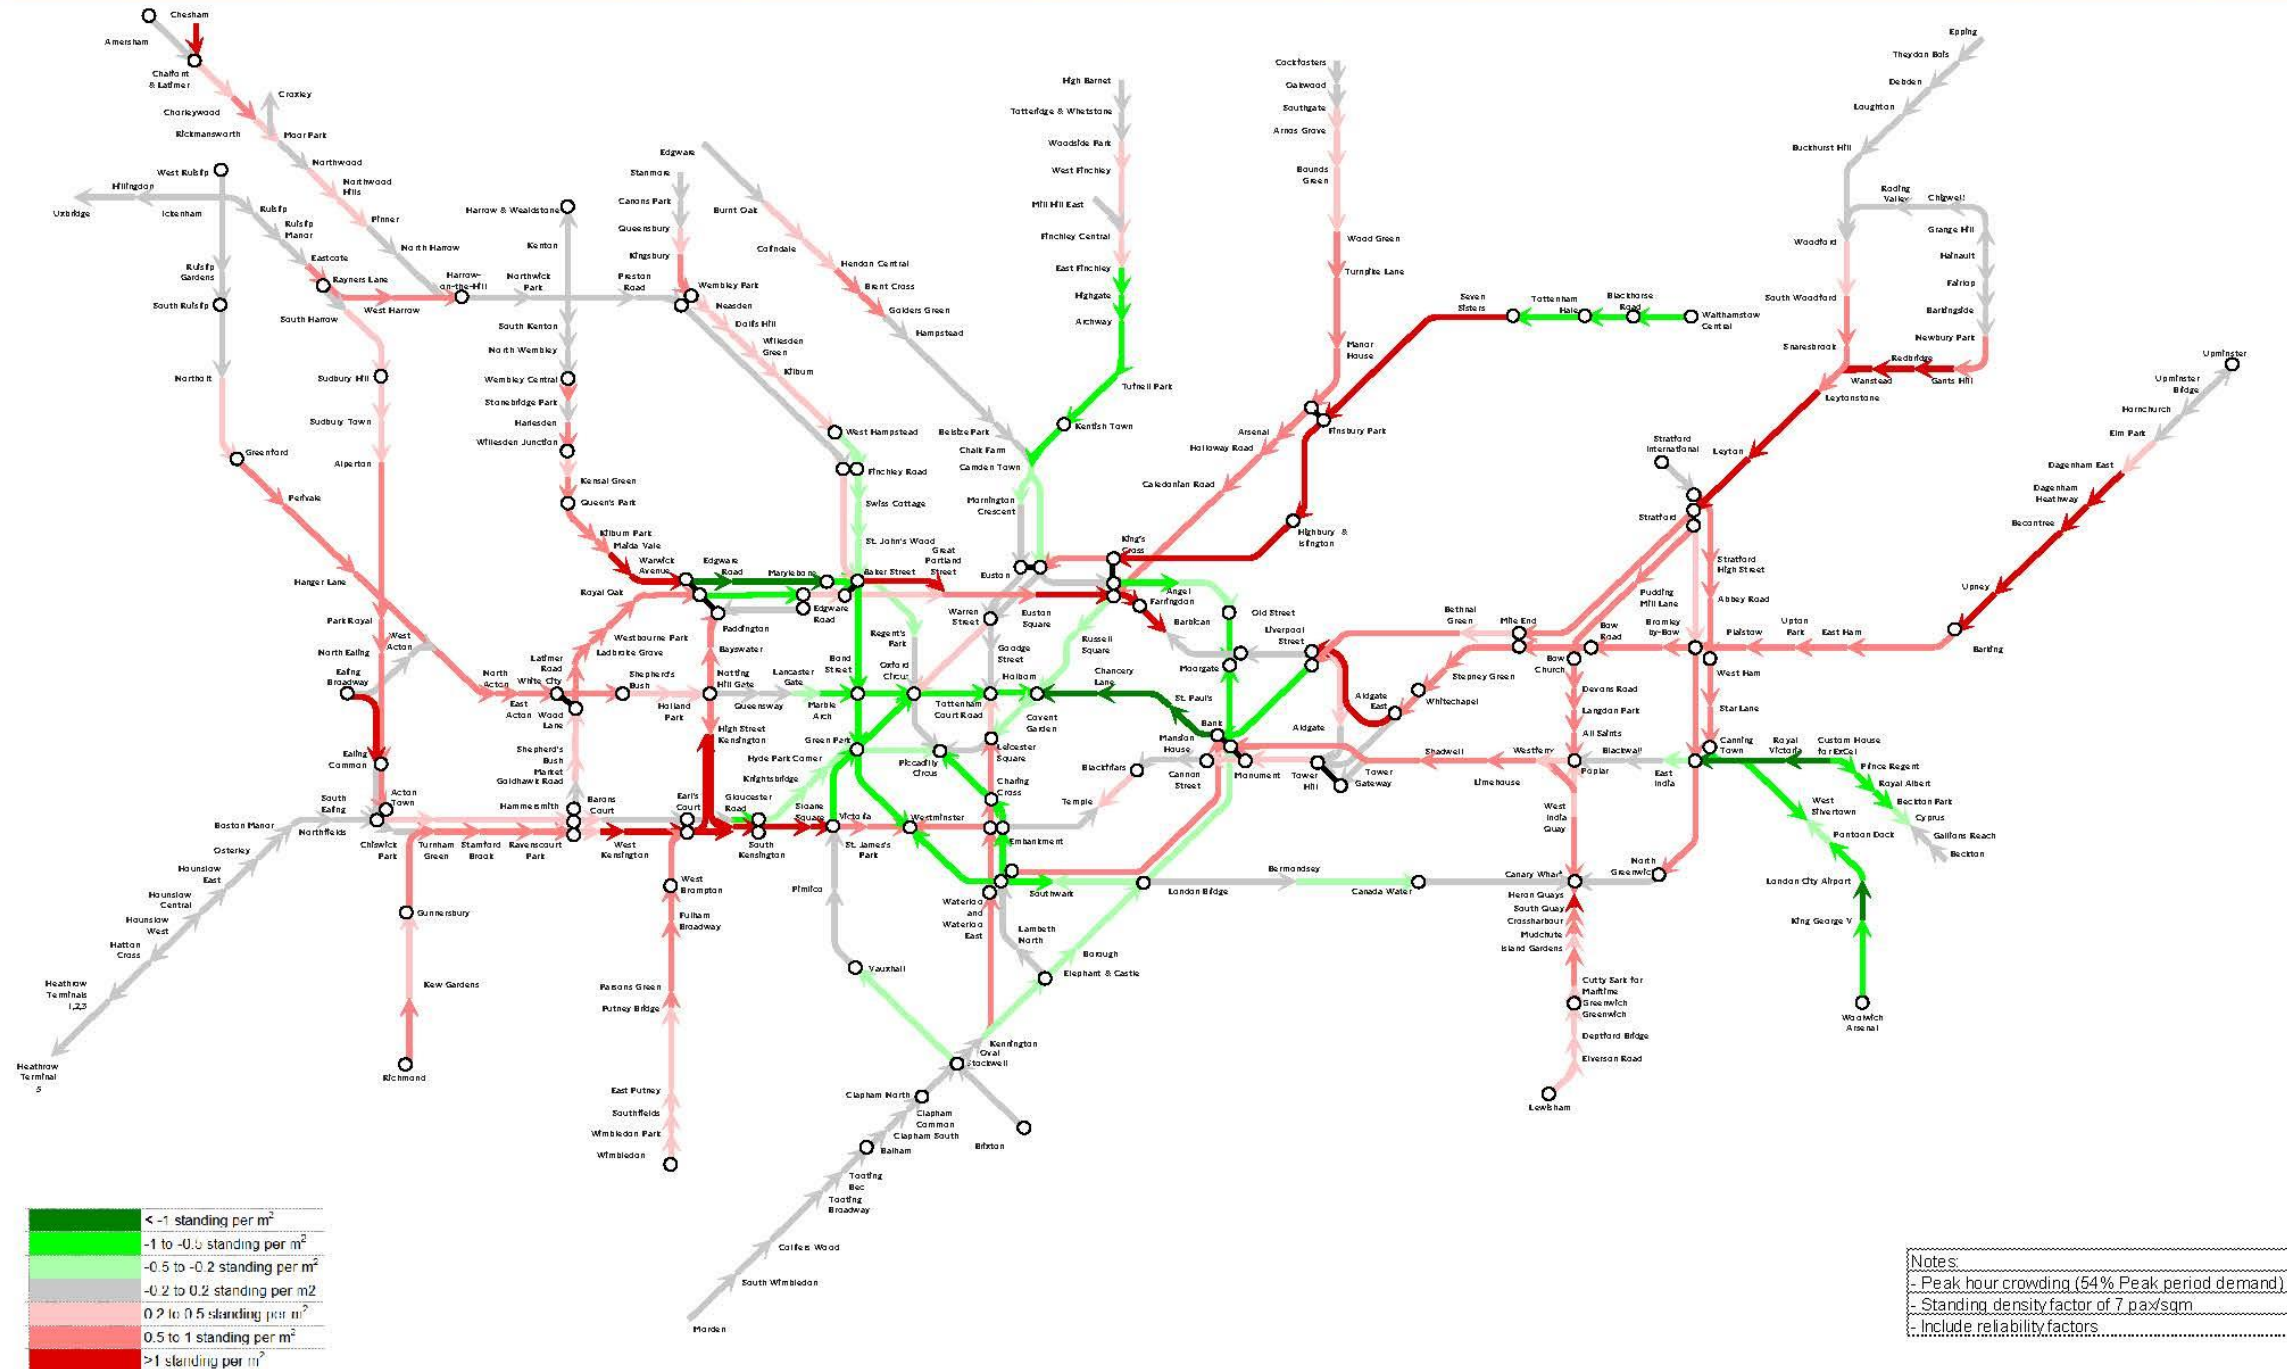 Chesham
Amersham
Chalfont
& Latimer
Chorleywood
Rickmansworth
Croxley
Moor Park
Northwood
Northwood
Hills
Pinner
North Harrow
West Ruislip
Hillingdon
Uxbridge
Ickenham
Ruislip
Ruislip
Manor
Eastcote
Rayners Lane
Harrow-
on-the-Hill
Northwick
Park
Preston
Road
West Harrow
South Harrow
Ruislip
Gardens
South Ruislip
Northolt
Sudbury Hill
Sudbury Town
Alperton
Greenford
Perivale
Hanger Lane
Park Royal
North Ealing
West
Acton
Ealing
Broadway
Ealing
Common
South
Ealing
Northfields
Acton
Town
Boston Manor
Osterley
Hounslow
East
Hounslow
Central
Hounslow
West
Hatton
Cross
Heathrow
Terminals
1,2,3
Heathrow
Terminal
5
Harrow & Wealdstone
Kenton
South Kenton
North Wembley
Wembley Central
Stonebridge Park
Harlesden
Willesden Junction
Kensal Green
Queen's Park
Kilburn Park
Maida Vale
Warwick
Avenue
Edgware
Road
Marylebone
Baker Street
Great
Portland
Street
Royal Oak
Paddington
Edgware
Road
Westbourne Park
Ladbroke Grove
Latimer
Road
Bayswater
Edgware
Stanmore
Canons Park
Queensbury
Kingsbury
Wembley Park
Neasden
Dollis Hill
Willesden
Green
Kilburn
West Hampstead
Finchley Road
Swiss Cottage
St. John's Wood
Burnt Oak
Colindale
Hendon Central
Brent Cross
Golders Green
Hampstead
Belsize Park
Chalk Farm
Camden Town
Mornington
Crescent
Euston
High Barnet
Totteridge & Whetstone
Woodside Park
West Finchley
Mill Hill East
Finchley Central
East Finchley
Highgate
Archway
Tufnell Park
Kentish Town
Cockfosters
Oakwood
Southgate
Arnos Grove
Bounds
Green
Wood Green
Turnpike Lane
Manor
House
Finsbury Park
Arsenal
Holloway Road
Caledonian Road
King's
Cross
Highbury &
Islington
Seven
Sisters
Tottenham
Hale
Blackhorse
Road
Walthamstow
Central
Epping
Theydon Bois
Debden
Loughton
Buckhurst Hill
Roding
Valley
Chigwell
Grange Hill
Hainault
Fairlop
Barkingside
Newbury Park
Woodford
South Woodford
Snaresbrook
Redbridge
Wanstead
Gants Hill
Leytonstone
Leyton
Upminster
Upminster
Bridge
Hornchurch
Elm Park
Dagenham East
Dagenham
Heathway
Becontree
Upney
Barking
Stratford
International
Stratford
Stratford
High Street
Abbey Road
Pudding
Mill Lane
Bethnal
Green
Mile End
Bow
Road
Bromley
by-Bow
Plaistow
Upton
Park
East Ham
West Ham
Star Lane
Bow
Church
Devons Road
Langdon Park
All Saints
Stepney Green
Whitechapel
Aldgate
East
Aldgate
Angel
Farringdon
Barbican
Old Street
Liverpool
Street
Moorgate
Warren
Street
Euston
Square
Regent's
Park
Goodge
Street
Russell
Square
Bond
Street
Oxford
Circus
Holborn
Chancery
Lane
St. Paul's
Bank
Tottenham
Court Road
Covent
Garden
Leicester
Square
North
Acton
White City
East
Acton
Wood
Lane
Shepherd's
Bush
Holland
Park
Notting
Hill Gate
Queensway
Lancaster
Gate
Marble
Arch
High Street
Kensington
Shepherd's
Bush
Market
Goldhawk Road
Hammersmith
Barons
Court
Earl's
Court
Gloucester
Road
Knightsbridge
Hyde Park Corner
Green Park
Piccadilly
Circus
Charing
Cross
Sloane
Square
Victoria
Westminster
Embankment
Temple
Blackfriars
Mansion
House
Cannon
Street
Monument
Tower
Hill
Tower
Gateway
Shadwell
Limehouse
Westferry
Poplar
Blackwall
East
India
Canning
Town
Royal
Victoria
Custom House
for ExCel
Prince Regent
Royal Albert
Beckton Park
Cyprus
Gallions Reach
Beckton
West
Silvertown
Pontoon Dock
London City Airport
King George V
Woolwich
Arsenal
Chiswick
Park
Turnham
Green
Stamford
Brook
Ravenscourt
Park
West
Kensington
South
Kensington
St. James's
Park
Gunnersbury
Kew Gardens
Richmond
West
Brompton
Fulham
Broadway
Parsons Green
Putney Bridge
East Putney
Southfields
Wimbledon Park
Wimbledon
Pimlico
Vauxhall
Waterloo
and
Waterloo
East
Southwark
Lambeth
North
London Bridge
Borough
Elephant & Castle
Bermondsey
Canada Water
Canary Wharf
West
India
Quay
North
Greenwich
Heron Quays
South Quay
Crossharbour
Mudchute
Island Gardens
Cutty Sark for
Maritime
Greenwich
Greenwich
Deptford Bridge
Elverson Road
Lewisham
Kennington
Oval
Stockwell
Brixton
Clapham North
Clapham
Common
Clapham South
Balham
Tooting
Bec
Tooting
Broadway
Colliers Wood
South Wimbledon
Morden
< -1 standing per m²
-1 to -0.5 standing per m²
-0.5 to -0.2 standing per m²
-0.2 to 0.2 standing per m2
0.2 to 0.5 standing per m²
0.5 to 1 standing per m²
>1 standing per m²
Notes:
- Peak hour crowding (54% Peak period demand)
- Standing density factor of 7 pax/sqm
- Include reliability factors